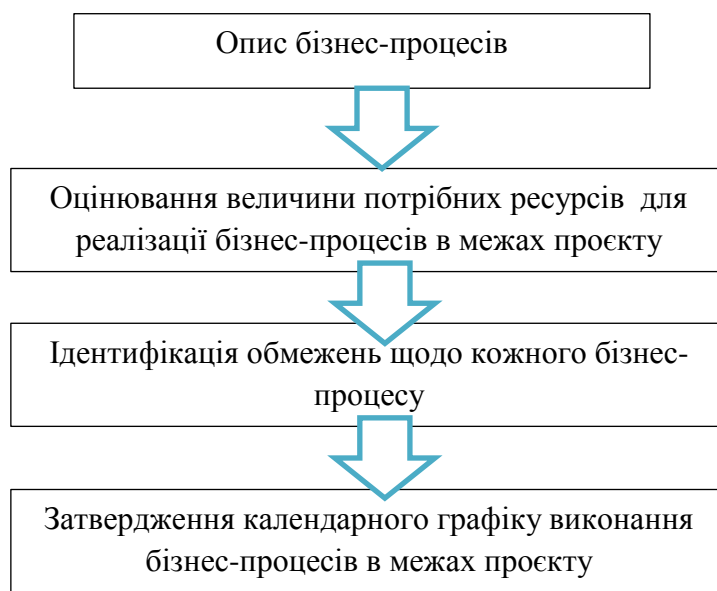 Опис бізнес-процесів
Оцінювання величини потрібних ресурсів для
реалізації бізнес-процесів в межах проєкту
Ідентифікація обмежень щодо кожного бізнес-
процесу
Затвердження календарного графіку виконання
бізнес-процесів в межах проєкту